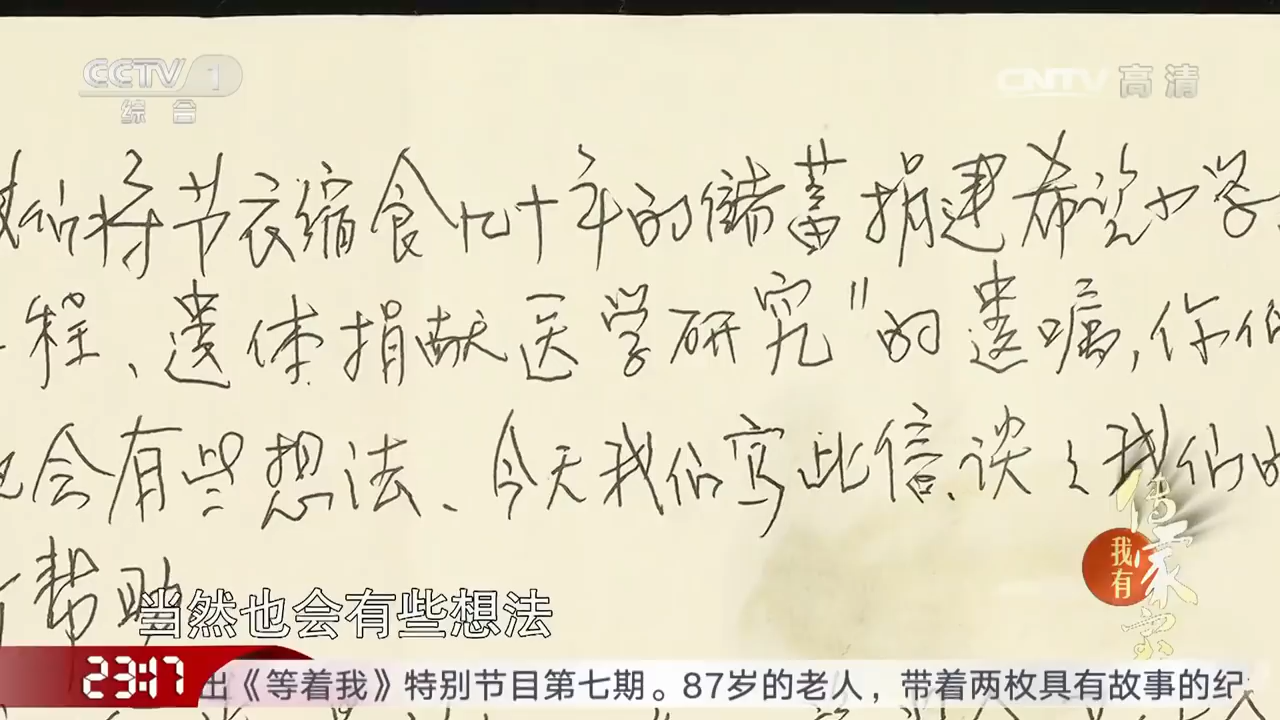 CCTV 1
综合
CNTV 高清
我们将节衣缩食几十年的储蓄捐建希望小学
程、遗体捐献医学研究"的遗嘱,你们
也会有些想法、今天我们写此信、谈谈我们的
帮助
当然也会有些想法
我有
传家宝
23:17
出《等着我》特别节目第七期。87岁的老人，带着两枚具有故事的纪